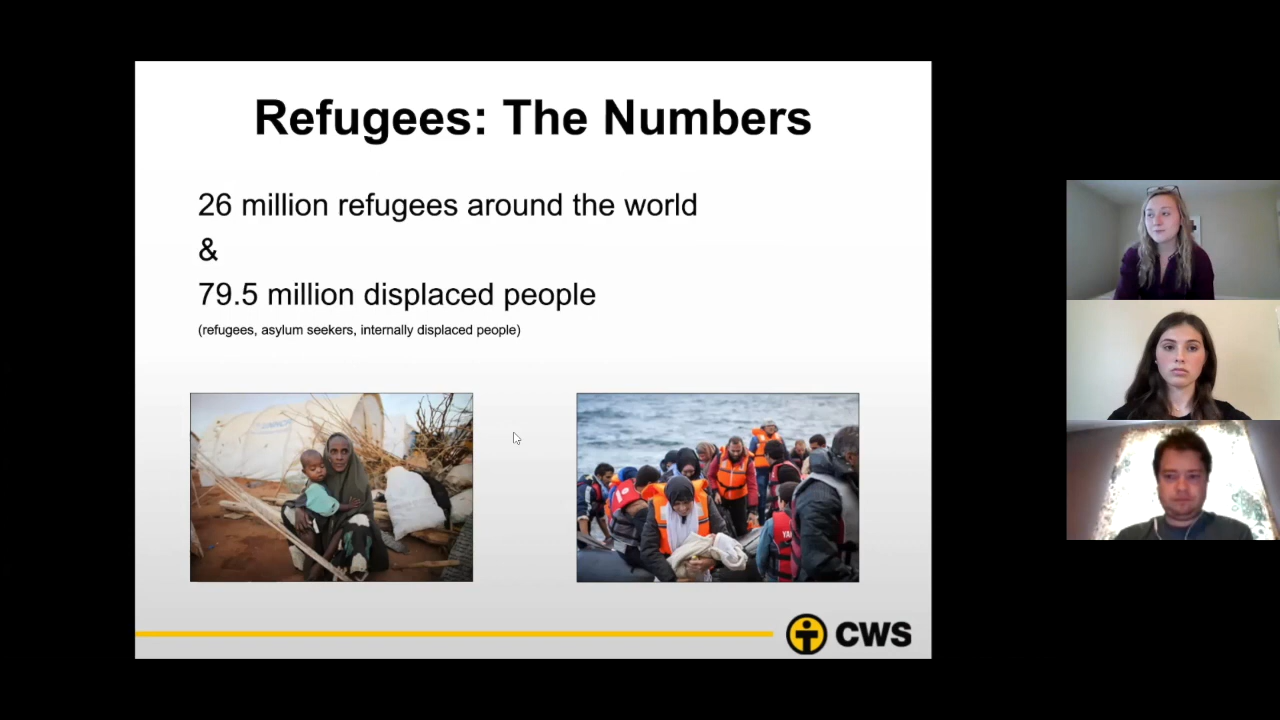 Refugees: The Numbers
26 million refugees around the world
&
79.5 million displaced people
(refugees, asylum seekers, internally displaced people)
CWS